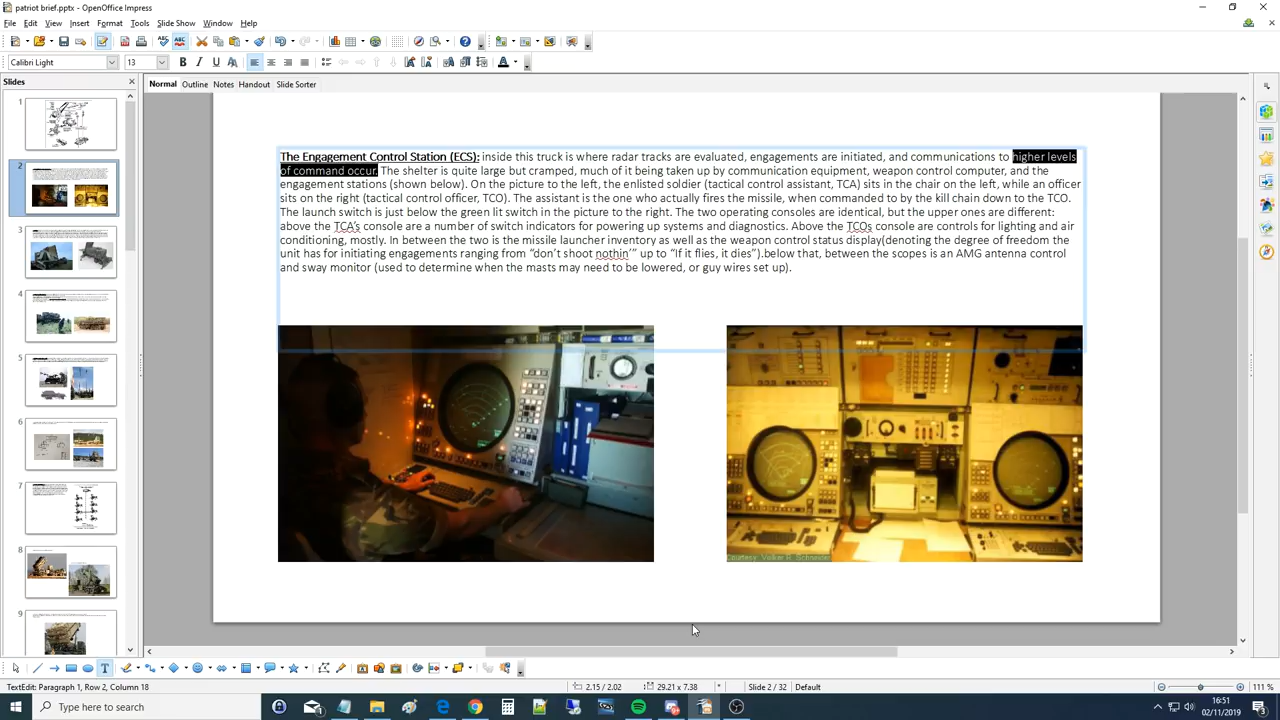 patriot brief.pptx - OpenOffice Impress
File Edit View Insert Format Tools Slide Show Window Help
Calibri Light 13
Slides
Normal Outline Notes Handout Slide Sorter
1
2
3
4
5
6
7
8
9
The Engagement Control Station (ECS): inside this truck is where radar tracks are evaluated, engagements are initiated, and communications to higher levels
of command occur. The shelter is quite large but cramped, much of it being taken up by communication equipment, weapon control computer, and the
engagement stations (shown below). On the picture to the left, the enlisted soldier (tactical control assistant, TCA) sits in the chair on the left, while an officer
sits on the right (tactical control officer, TCO). The assistant is the one who actually fires the missile, when commanded to by the kill chain down to the TCO.
The launch switch is just below the green lit switch in the picture to the right. The two operating consoles are identical, but the upper ones are different:
above the TCA’s console are a number of switch indicators for powering up systems and diagnostics. Above the TCOs console are controls for lighting and air
conditioning, mostly. In between the two is the missile launcher inventory as well as the weapon control status display(denoting the degree of freedom the
unit has for initiating engagements ranging from “don’t shoot nothin’” up to “If it flies, it dies”).below that, between the scopes is an AMG antenna control
and sway monitor (used to determine when the masts may need to be lowered, or guy wires set up).
Courtesy Volker R. Schmager
TextEdit: Paragraph 1, Row 2, Column 18 2.15 / 2.02 29.21 x 7.38 * Slide 2 / 32 Default 111 %
Type here to search
16:51
02/11/2019